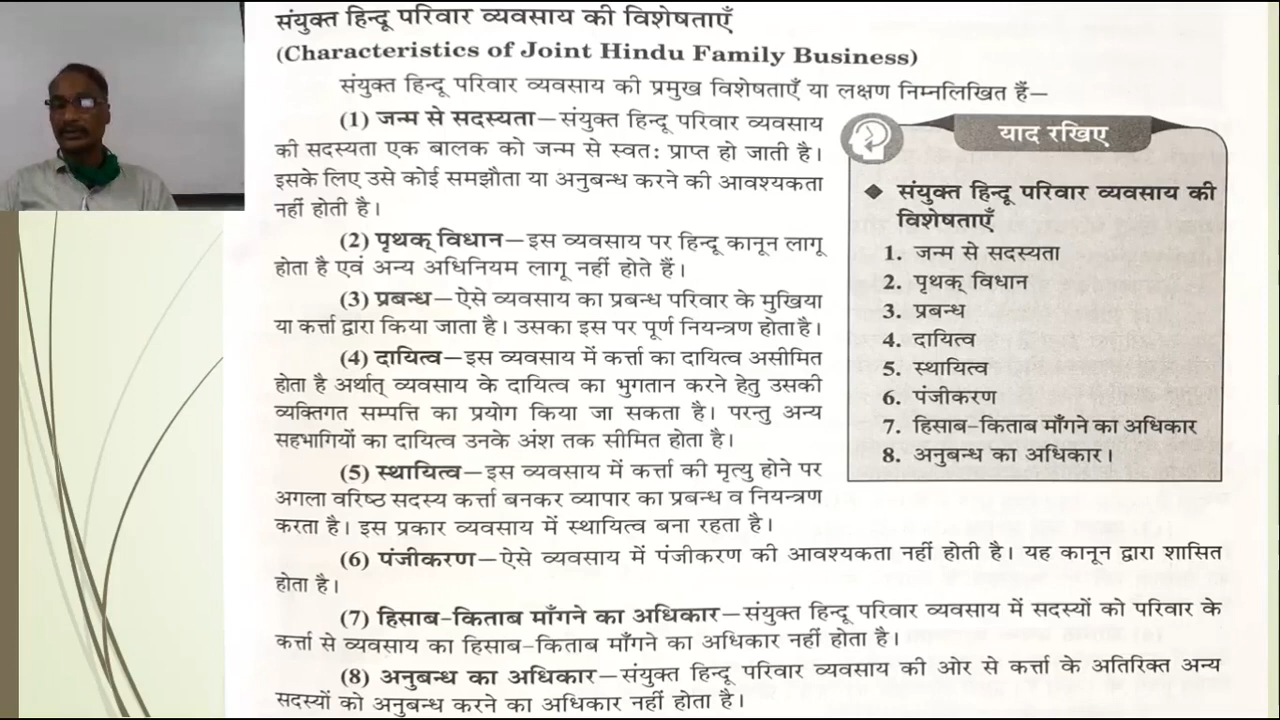 संयुक्त हिन्दू परिवार व्यवसाय की विशेषताएँ
(Characteristics of Joint Hindu Family Business)
संयुक्त हिन्दू परिवार व्यवसाय की प्रमुख विशेषताएँ या लक्षण निम्नलिखित हैं—
(1) जन्म से सदस्यता—संयुक्त हिन्दू परिवार व्यवसाय
की सदस्यता एक बालक को जन्म से स्वतः प्राप्त हो जाती है।
इसके लिए उसे कोई समझौता या अनुबन्ध करने की आवश्यकता
नहीं होती है।
(2) पृथक् विधान—इस व्यवसाय पर हिन्दू कानून लागू
होता है एवं अन्य अधिनियम लागू नहीं होते हैं।
(3) प्रबन्ध—ऐसे व्यवसाय का प्रबन्ध परिवार के मुखिया
या कर्त्ता द्वारा किया जाता है। उसका इस पर पूर्ण नियन्त्रण होता है।
(4) दायित्व—इस व्यवसाय में कर्त्ता का दायित्व असीमित
होता है अर्थात् व्यवसाय के दायित्व का भुगतान करने हेतु उसकी
व्यक्तिगत सम्पत्ति का प्रयोग किया जा सकता है। परन्तु अन्य
सहभागियों का दायित्व उनके अंश तक सीमित होता है।
(5) स्थायित्व—इस व्यवसाय में कर्त्ता की मृत्यु होने पर
अगला वरिष्ठ सदस्य कर्त्ता बनकर व्यापार का प्रबन्ध व नियन्त्रण
करता है। इस प्रकार व्यवसाय में स्थायित्व बना रहता है।
(6) पंजीकरण—ऐसे व्यवसाय में पंजीकरण की आवश्यकता नहीं होती है। यह कानून द्वारा शासित
होता है।
(7) हिसाब-किताब माँगने का अधिकार—संयुक्त हिन्दू परिवार व्यवसाय में सदस्यों को परिवार के
कर्त्ता से व्यवसाय का हिसाब-किताब माँगने का अधिकार नहीं होता है।
(8) अनुबन्ध का अधिकार—संयुक्त हिन्दू परिवार व्यवसाय की ओर से कर्त्ता के अतिरिक्त अन्य
सदस्यों को अनुबन्ध करने का अधिकार नहीं होता है।
याद रखिए
❖ संयुक्त हिन्दू परिवार व्यवसाय की
विशेषताएँ
1. जन्म से सदस्यता
2. पृथक् विधान
3. प्रबन्ध
4. दायित्व
5. स्थायित्व
6. पंजीकरण
7. हिसाब-किताब माँगने का अधिकार
8. अनुबन्ध का अधिकार।